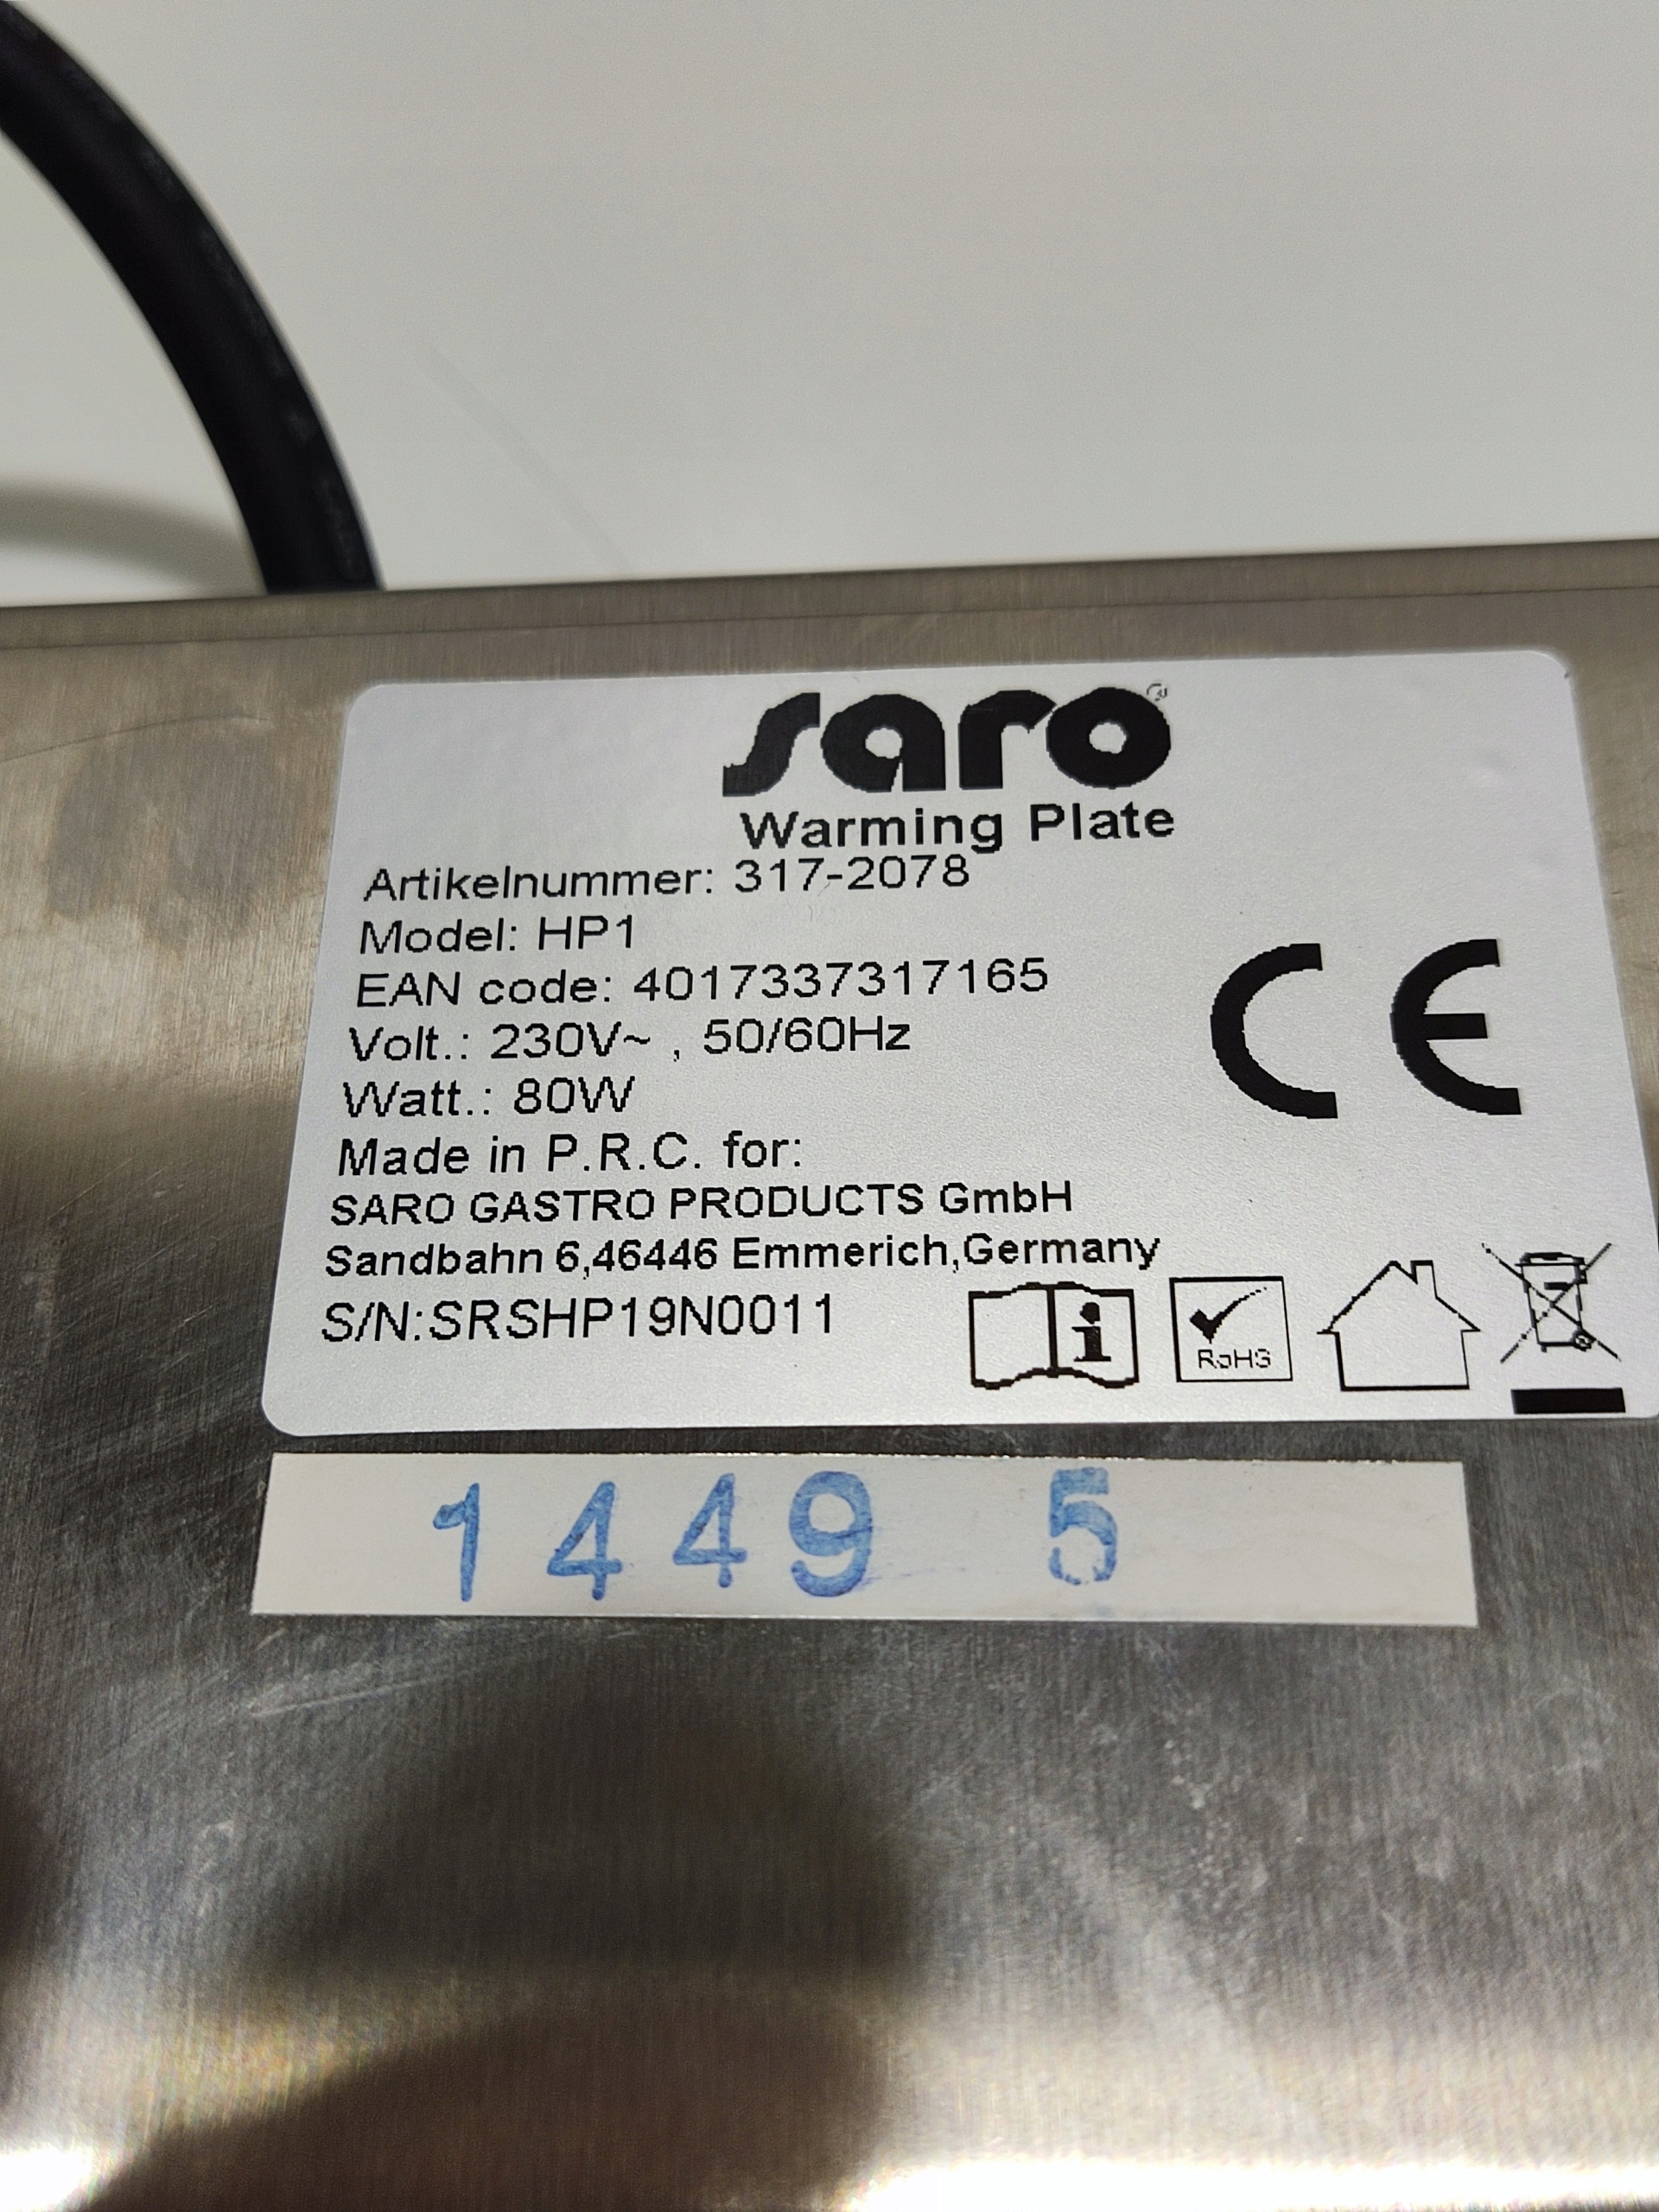 saro
Warming Plate
Artikelnummer: 317-2078
Model: HP1
EAN code: 4017337317165
Volt.: 230V~ , 50/60Hz
Watt.: 80W
Made in P.R.C. for:
SARO GASTRO PRODUCTS GmbH
Sandbahn 6,46446 Emmerich,Germany
S/N:SRSHP19N0011
CE
i
RoHS
1449 5